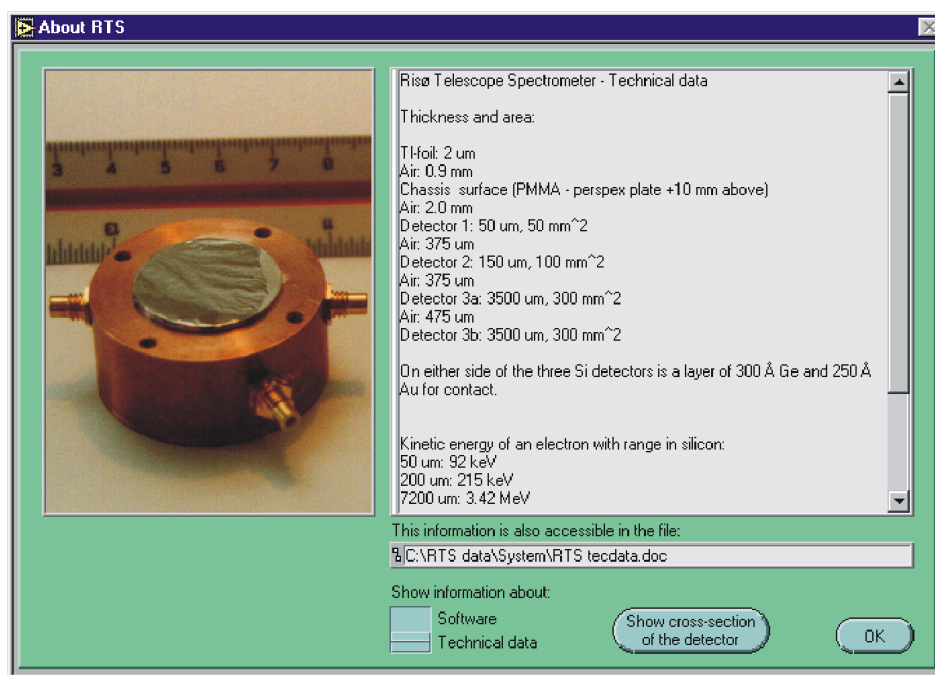 About RTS
3 4 5 6 7 8
Risø Telescope Spectrometer - Technical data
Thickness and area:
TI-foil: 2 um
Air: 0.9 mm
Chassis surface (PMMA - perspex plate +10 mm above)
Air: 2.0 mm
Detector 1: 50 um, 50 mm^2
Air: 375 um
Detector 2: 150 um, 100 mm^2
Air: 375 um
Detector 3a: 3500 um, 300 mm^2
Air: 475 um
Detector 3b: 3500 um, 300 mm^2
On either side of the three Si detectors is a layer of 300 Å Ge and 250 Å
Au for contact.
Kinetic energy of an electron with range in silicon:
50 um: 92 keV
200 um: 215 keV
7200 um: 3.42 MeV
This information is also accessible in the file:
C:\RTS data\System\RTS tecdata.doc
Show information about:
Software
Technical data
Show cross-section
of the detector
OK